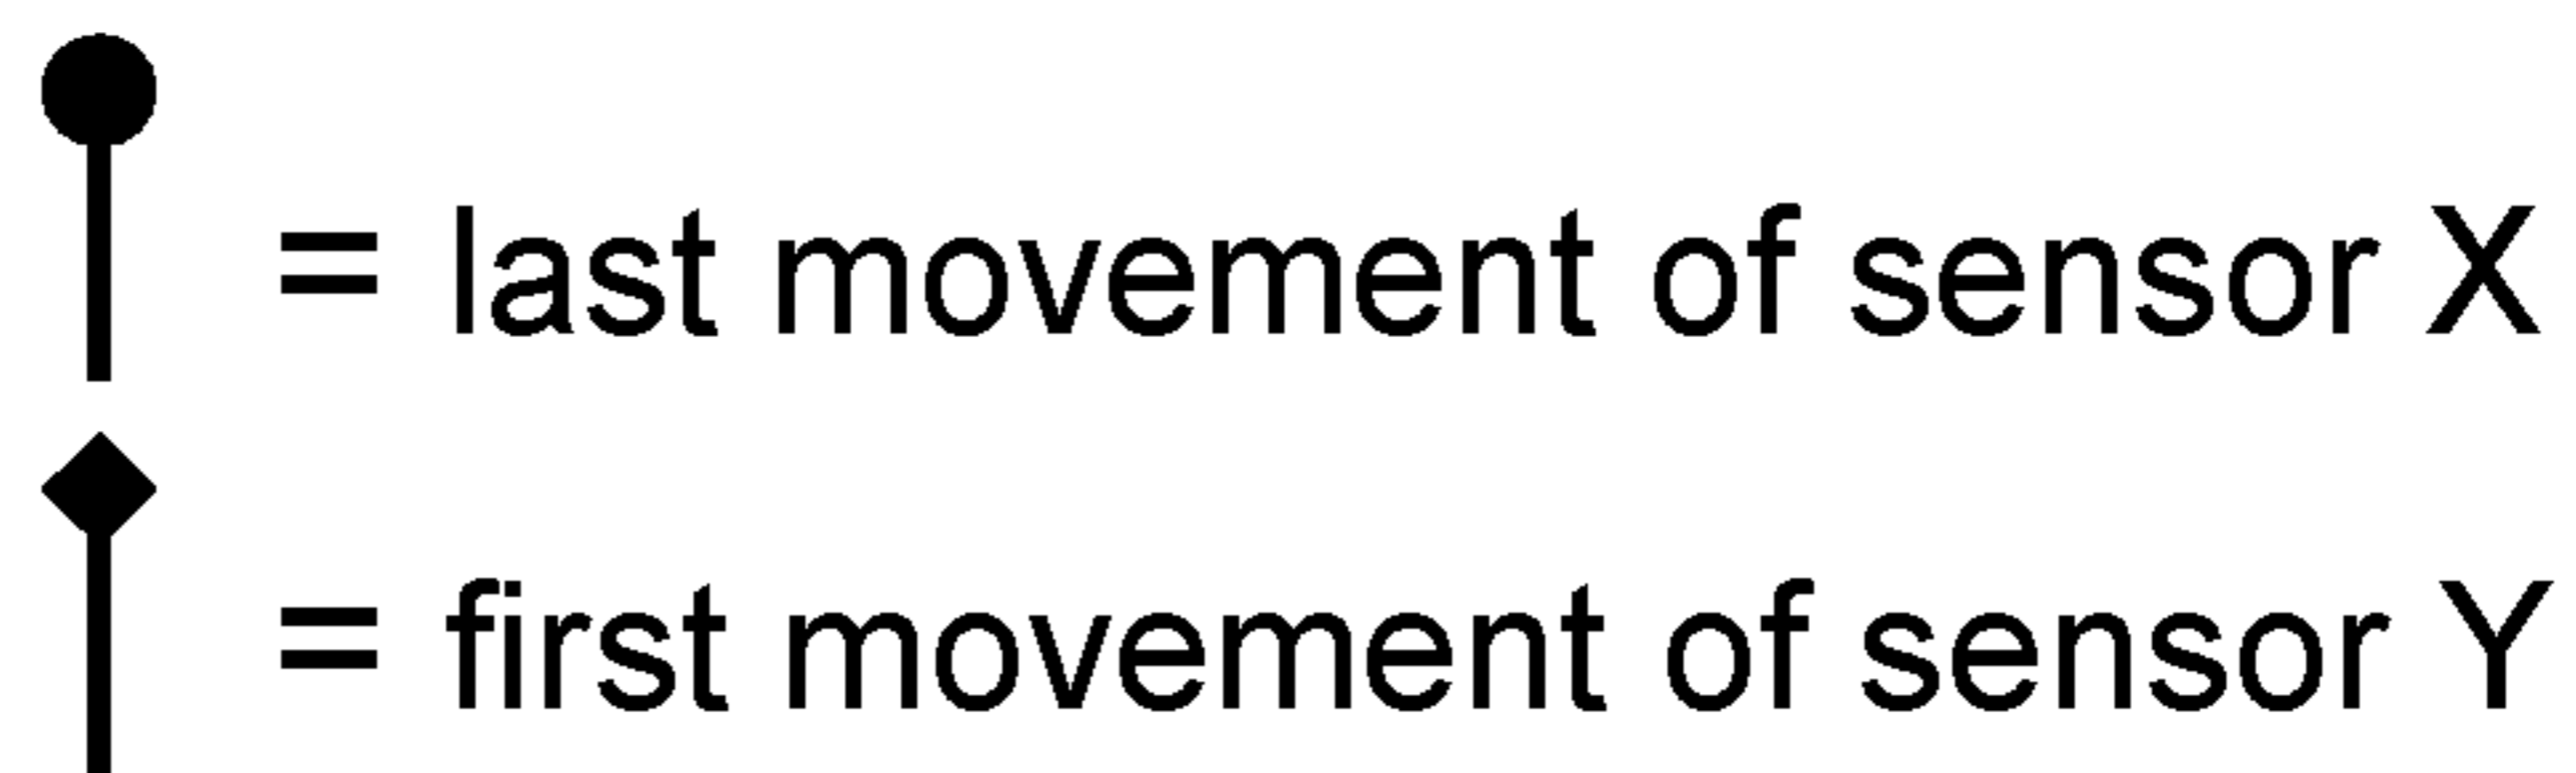 = last movement of sensor X
= first movement of sensor Y